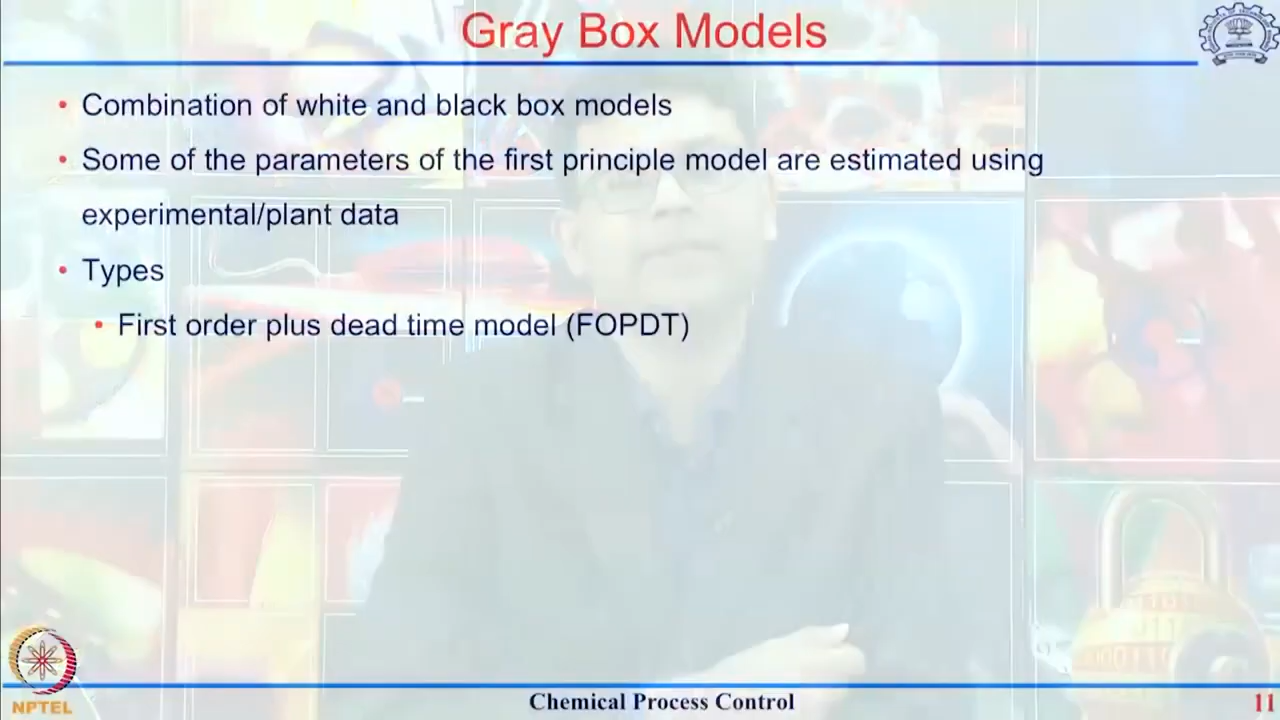 Gray Box Models
• Combination of white and black box models
• Some of the parameters of the first principle model are estimated using
experimental/plant data
• Types
• First order plus dead time model (FOPDT)
NPTEL
Chemical Process Control
11